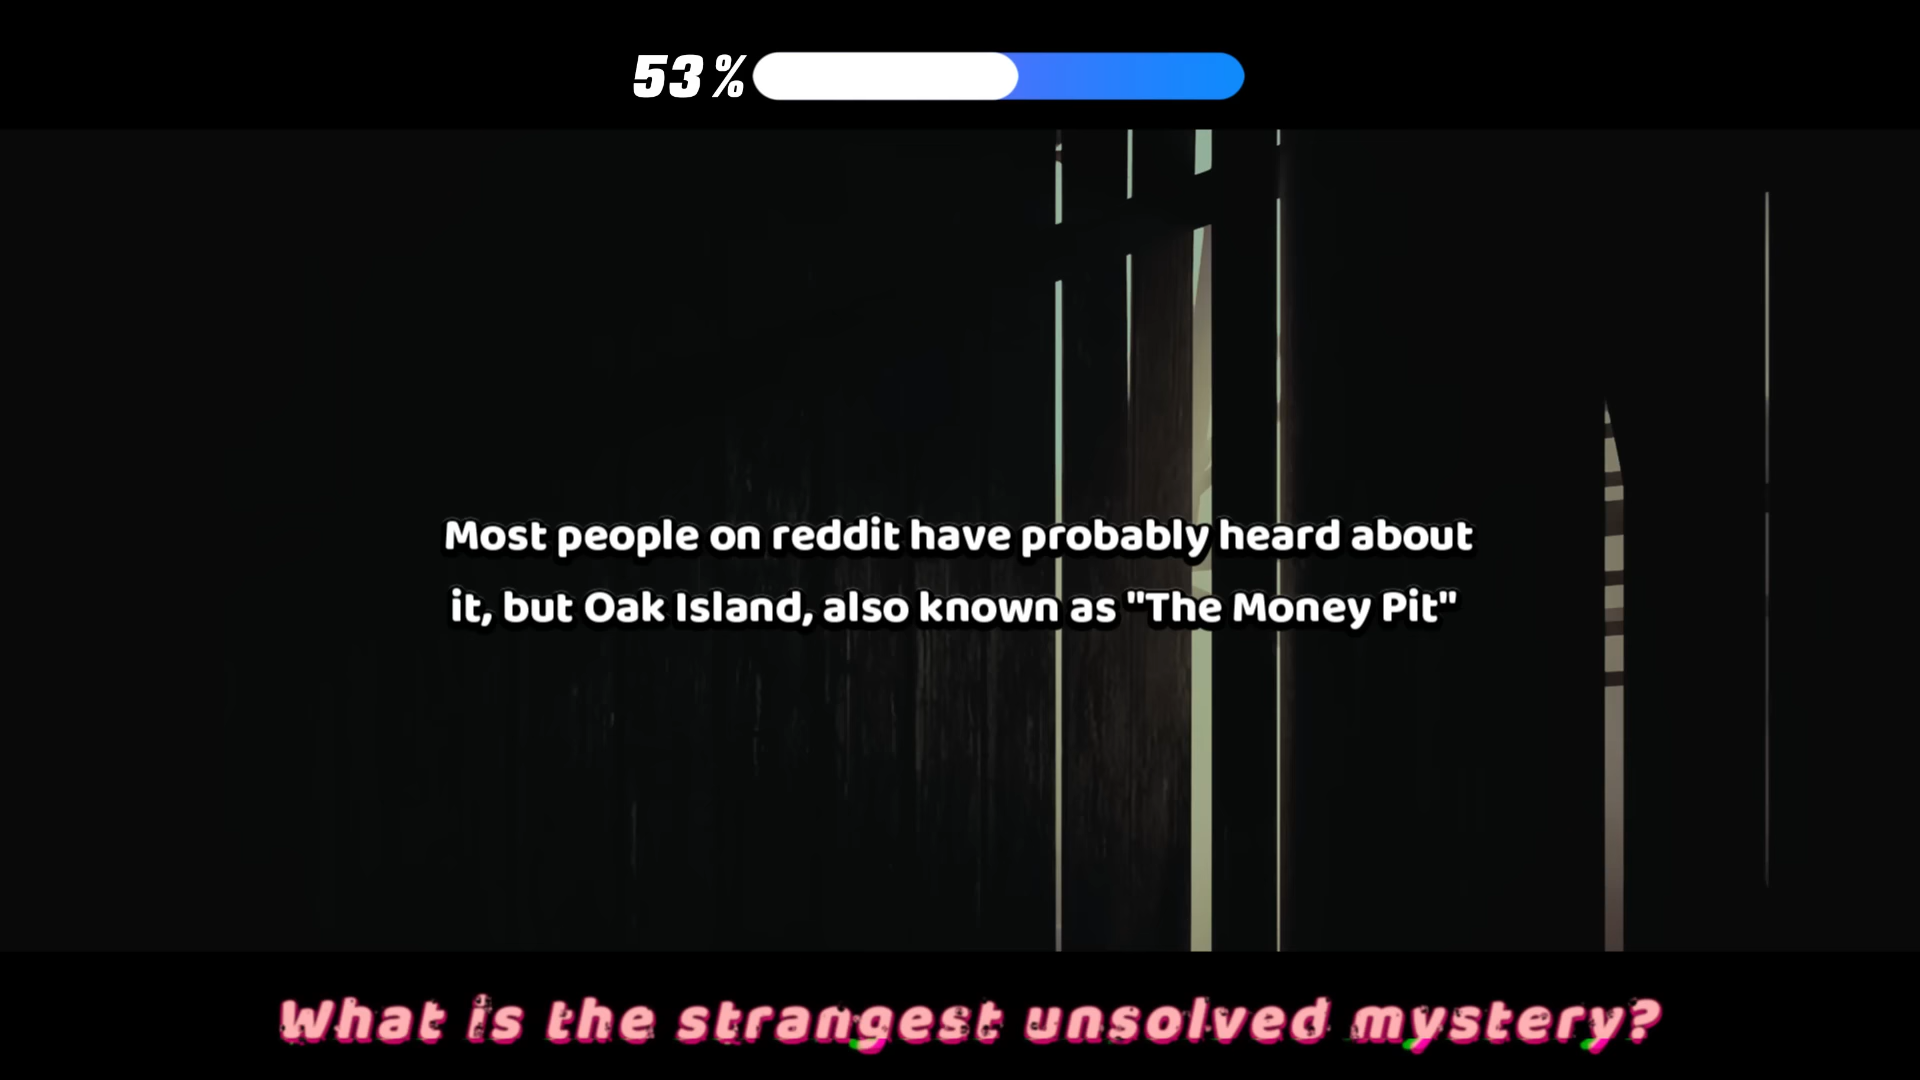 53%
Most people on reddit have probably heard about
it, but Oak Island, also known as "The Money Pit"
What is the strangest unsolved mystery?